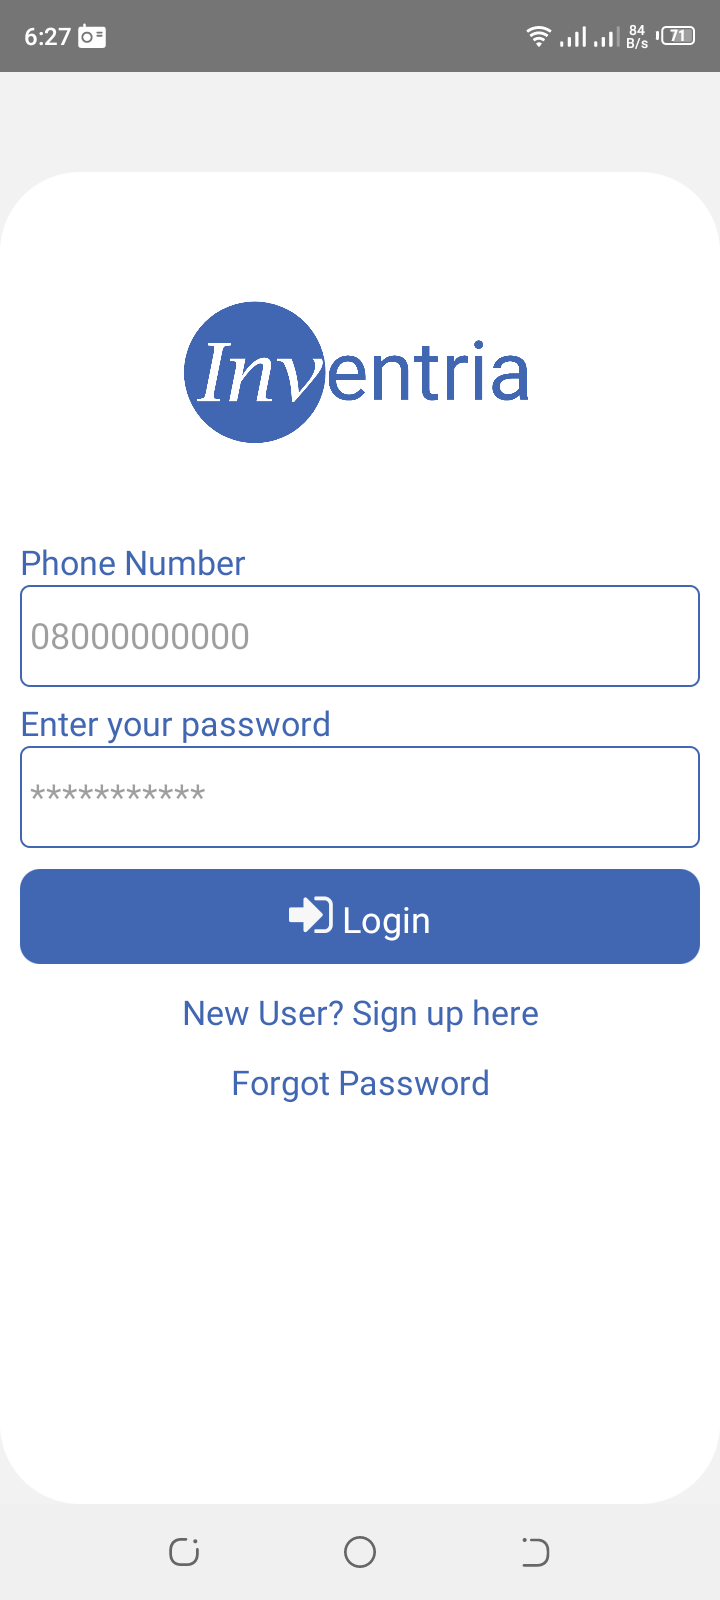 6:27 84 B/s 71
Inventria
Phone Number
08000000000
Enter your password
***********
Login
New User? Sign up here
Forgot Password